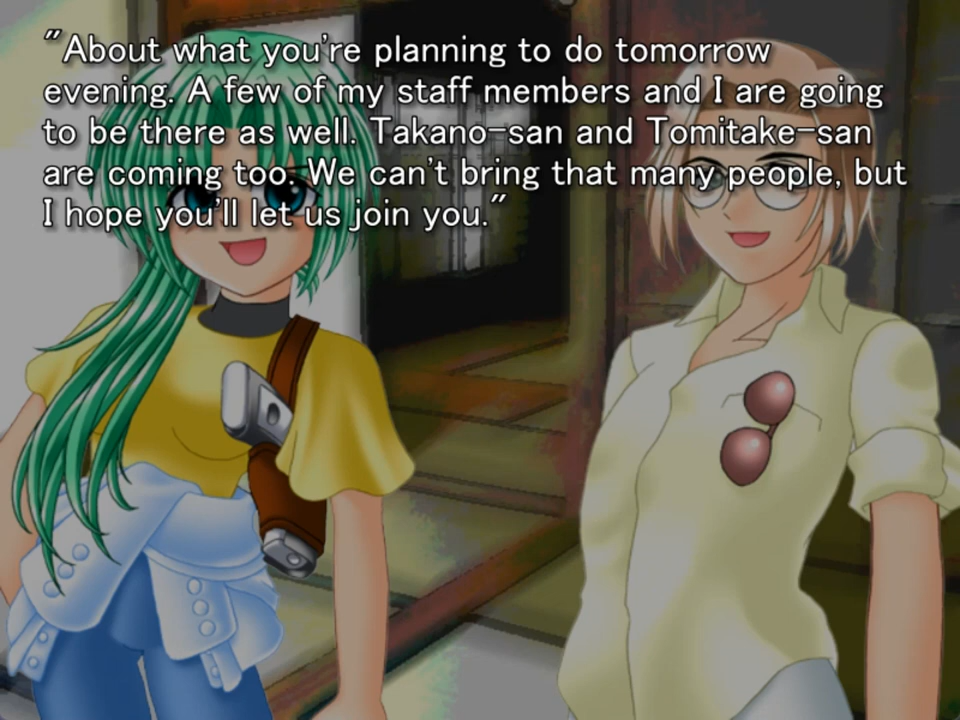 "About what you're planning to do tomorrow
evening. A few of my staff members and I are going
to be there as well. Takano-san and Tomitake-san
are coming too. We can't bring that many people, but
I hope you'll let us join you."